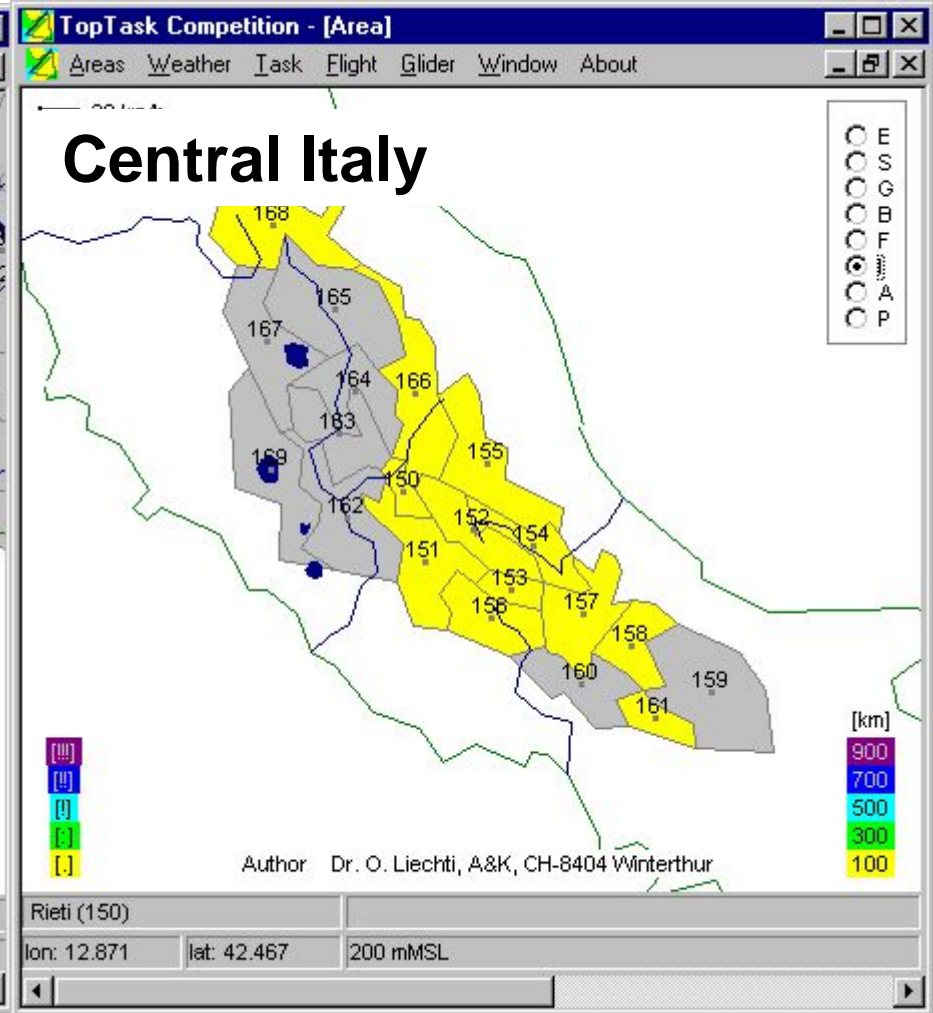 TopTask Competition - [Area]
Areas Weather Task Flight Glider Window About
Central Italy
E
S
G
B
F
I
A
P
168
165
167
164
166
163
155
169
150
162
152
154
151
153
156
157
158
160
159
161
[km]
[!!!] 900
[!!] 700
[!] 500
[:] 300
[.] 100
Author Dr. O. Liechti, A&K, CH-8404 Winterthur
Rieti (150)
lon: 12.871 lat: 42.467 200 mMSL